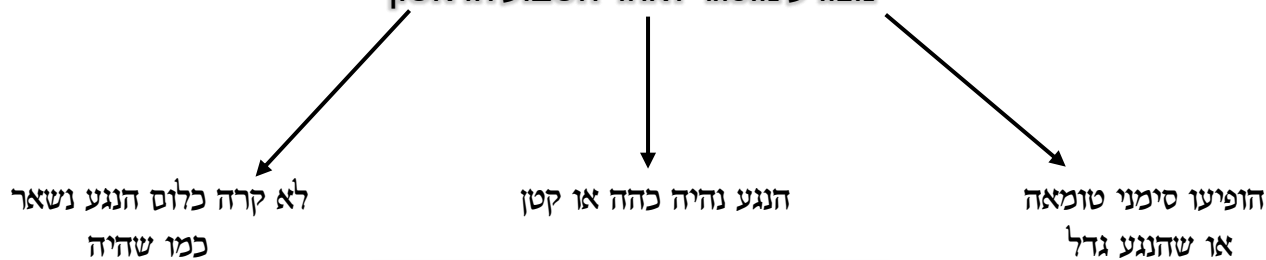 הופיעו סימני טומאה
או שהנגע גדל
הנגע נהיה כהה או קטן
לא קרה כלום הנגע נשאר
כמו שהיה